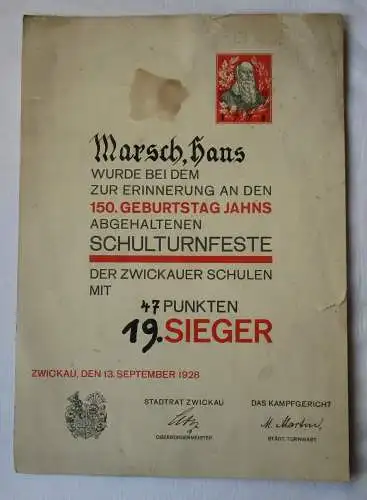 Marsch, Hans
WURDE BEI DEM
ZUR ERINNERUNG AN DEN
150. GEBURTSTAG JAHNS
ABGEHALTENEN
SCHULTURNFESTE
DER ZWICKAUER SCHULEN
MIT
47 PUNKTEN
19. SIEGER
ZWICKAU, DEN 13. SEPTEMBER 1928
STADTRAT ZWICKAU
DAS KAMPFGERICHT
M. Martin
OBERBÜRGERMEISTER
STÄDT. TURNWART